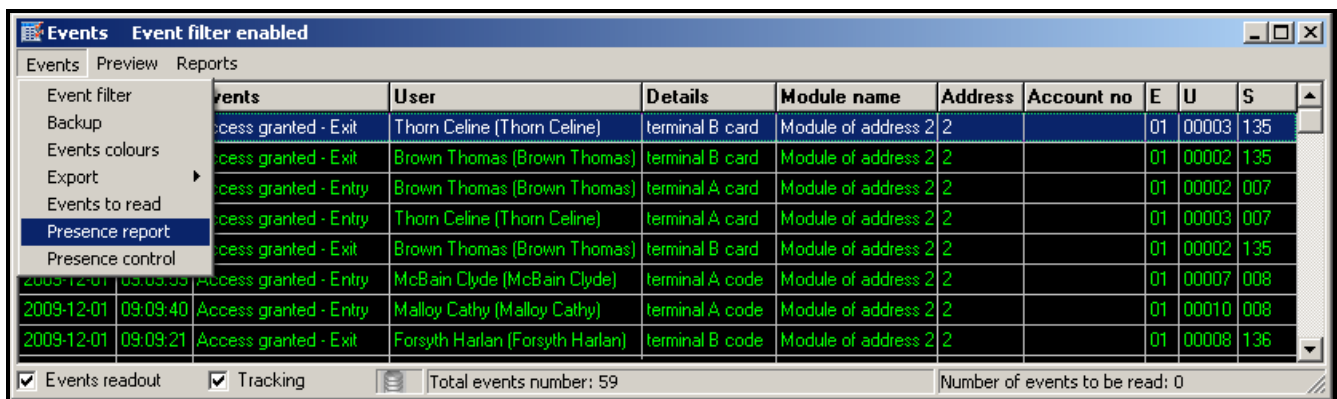 Events Event filter enabled
Events Preview Reports
Event filter
Backup
Events colours
Export
Events to read
Presence report
Presence control
User Details Module name Address Account no E U S
Access granted - Exit Thorn Celine (Thorn Celine) terminal B card Module of address 2 2 01 00003 135
Access granted - Exit Brown Thomas (Brown Thomas) terminal B card Module of address 2 2 01 00002 135
Access granted - Entry Brown Thomas (Brown Thomas) terminal A card Module of address 2 2 01 00002 007
Access granted - Entry Thorn Celine (Thorn Celine) terminal A card Module of address 2 2 01 00003 007
Access granted - Exit Brown Thomas (Brown Thomas) terminal B card Module of address 2 2 01 00002 135
2009-12-01 Access granted - Entry McBain Clyde (McBain Clyde) terminal A code Module of address 2 2 01 00007 008
2009-12-01 09:09:40 Access granted - Entry Malloy Cathy (Malloy Cathy) terminal A code Module of address 2 2 01 00010 008
2009-12-01 09:09:21 Access granted - Exit Forsyth Harlan (Forsyth Harlan) terminal B code Module of address 2 2 01 00008 136
Events readout Tracking Total events number: 59 Number of events to be read: 0